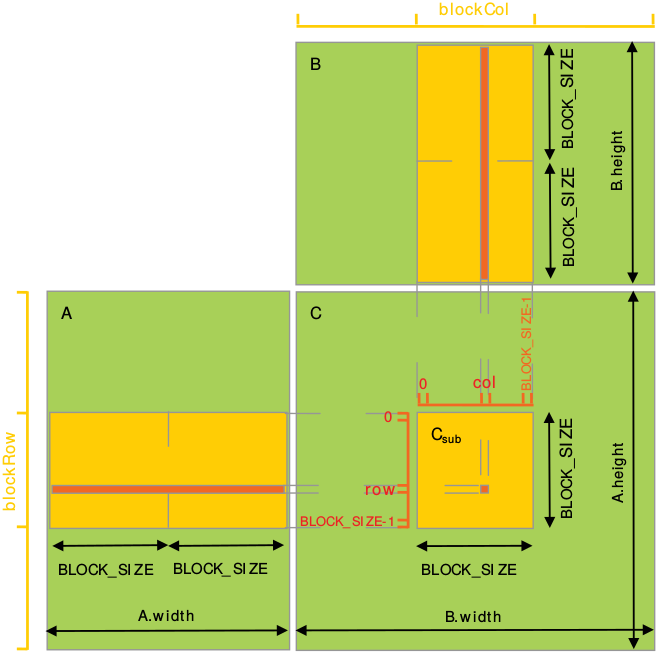 blockCol
B
BLOCK_SIZE
BLOCK_SIZE
B.height
A
C
BLOCK_SIZE-1
0
col
0
Csub
row
BLOCK_SIZE-1
BLOCK_SIZE
A.height
blockRow
BLOCK_SIZE
BLOCK_SIZE
BLOCK_SIZE
A.width
B.width